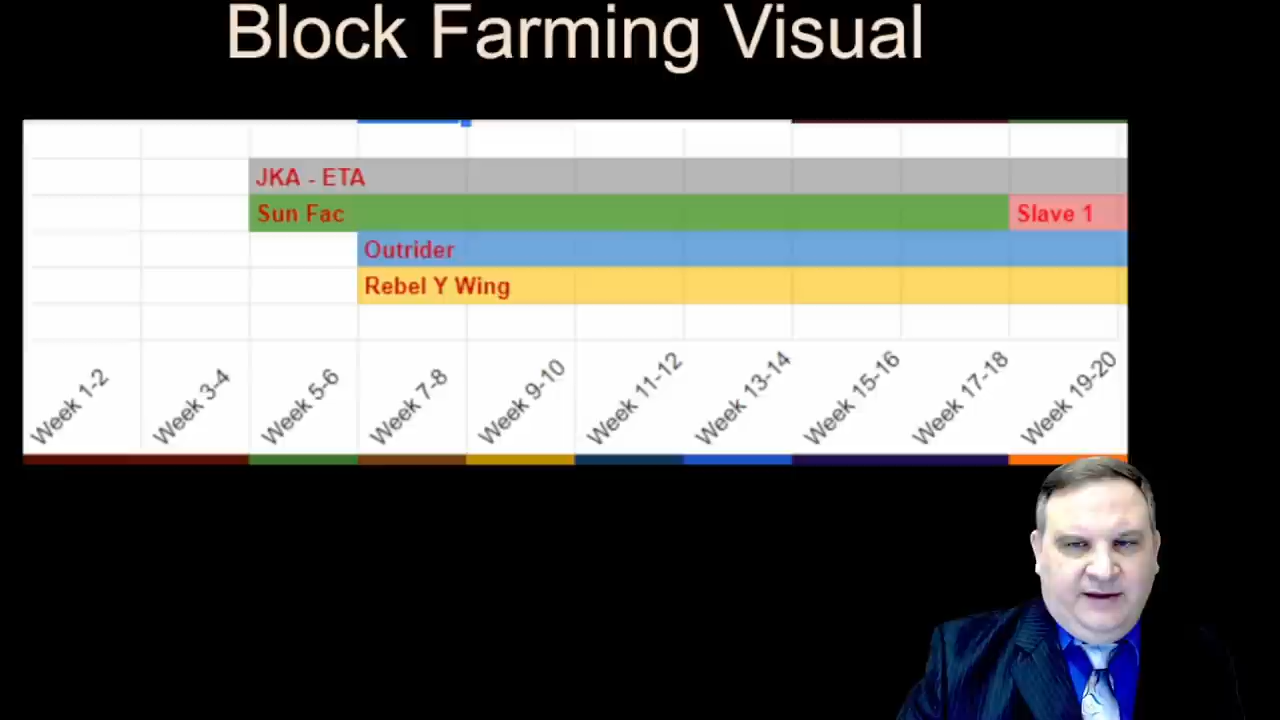 Block Farming Visual
JKA - ETA
Sun Fac
Slave 1
Outrider
Rebel Y Wing
Week 1-2
Week 3-4
Week 5-6
Week 7-8
Week 9-10
Week 11-12
Week 13-14
Week 15-16
Week 17-18
Week 19-20